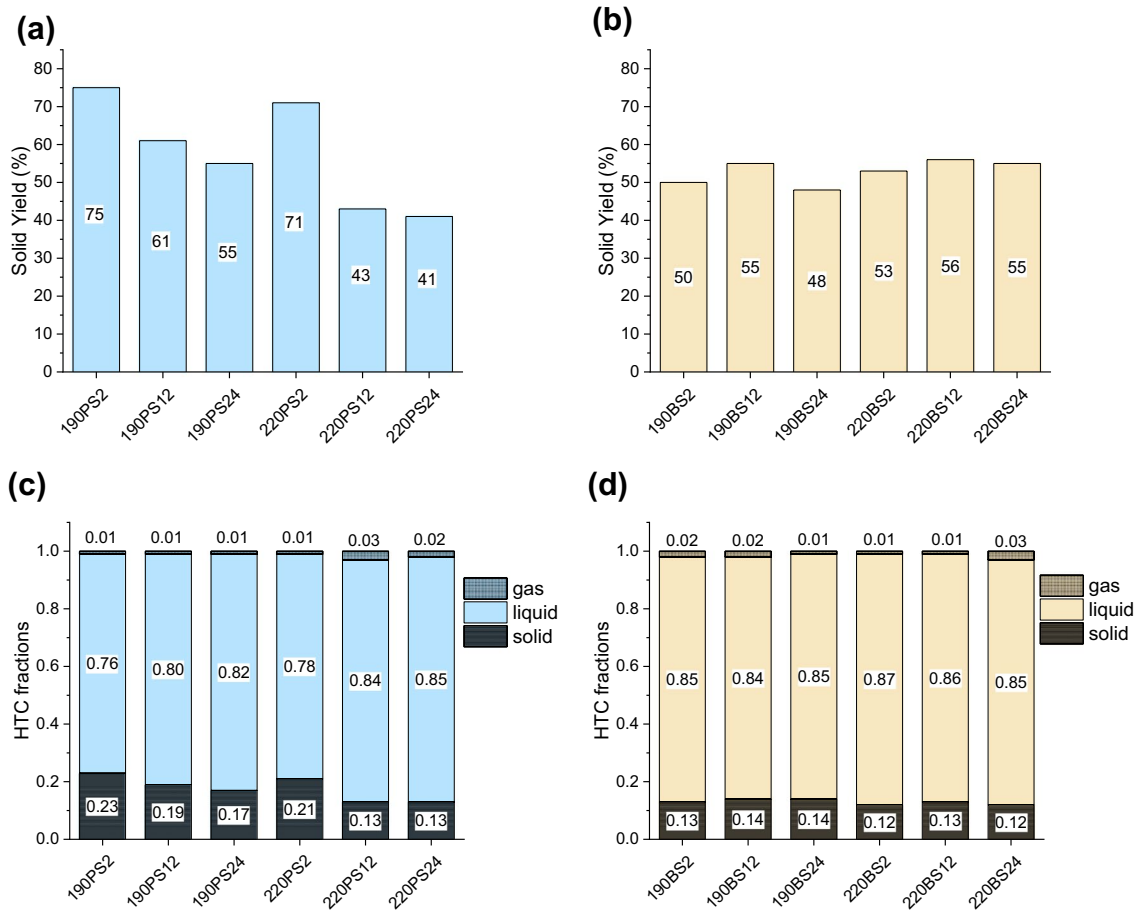 (a)
Solid Yield (%)
80
70
60
50
40
30
20
10
0
75
61
55
71
43
41
190PS2
190PS12
190PS24
220PS2
220PS12
220PS24
(b)
Solid Yield (%)
80
70
60
50
40
30
20
10
0
50
55
48
53
56
55
190BS2
190BS12
190BS24
220BS2
220BS12
220BS24
(c)
HTC fractions
1.0
0.8
0.6
0.4
0.2
0.0
0.01 0.01 0.01 0.01 0.03 0.02
0.76 0.80 0.82 0.78 0.84 0.85
0.23 0.19 0.17 0.21 0.13 0.13
gas
liquid
solid
190PS2
190PS12
190PS24
220PS2
220PS12
220PS24
(d)
HTC fractions
1.0
0.8
0.6
0.4
0.2
0.0
0.02 0.02 0.01 0.01 0.01 0.03
0.85 0.84 0.85 0.87 0.86 0.85
0.13 0.14 0.14 0.12 0.13 0.12
gas
liquid
solid
190BS2
190BS12
190BS24
220BS2
220BS12
220BS24